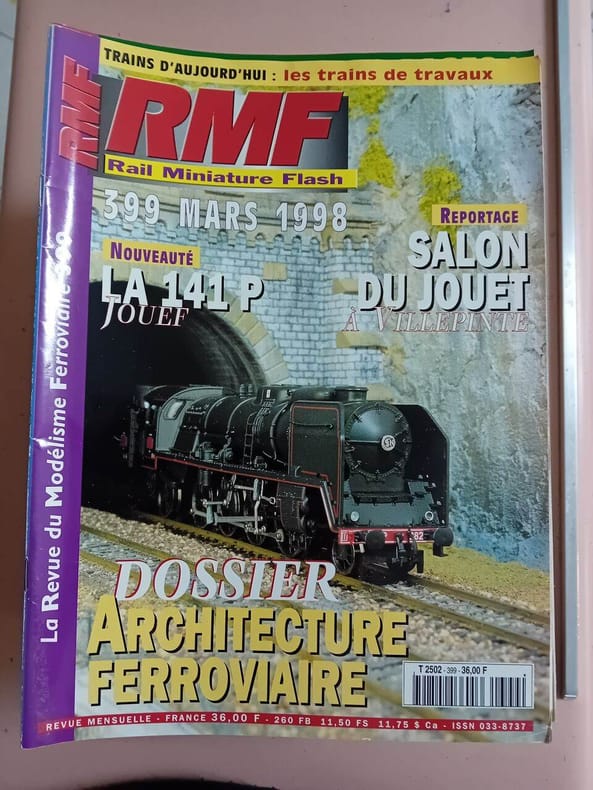 TRAINS D'AUJOURD'HUI : les trains de travaux
RMF
RMF
Rail Miniature Flash
399 MARS 1998
REPORTAGE
SALON
DU JOUET
À VILLEPINTE
NOUVEAUTÉ
LA 141 P
JOUEF
La Revue du Modélisme Ferroviaire 399
DOSSIER
ARCHITECTURE
FERROVIAIRE
T 2502 - 399 - 36,00 F
REVUE MENSUELLE - FRANCE 36,00 F - 260 FB 11,50 FS 11,75 $ Ca - ISSN 033-8737